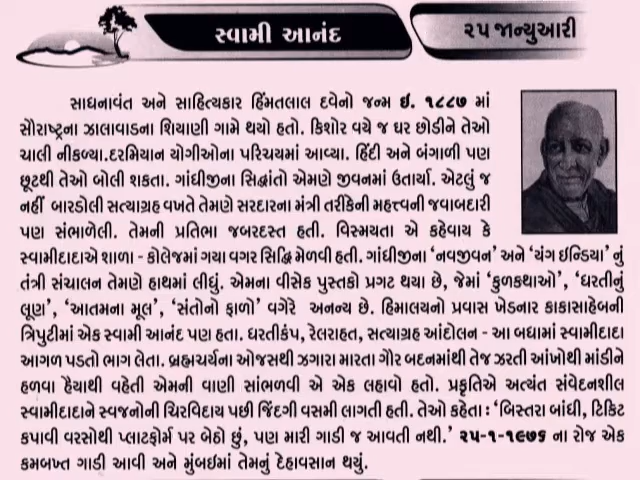 સ્વામી આનંદ
૨૫ જાન્યુઆરી
સાધનાવંત અને સાહિત્યકાર હિંમતલાલ દવેનો જન્મ ઇ. ૧૮૮૭ માં
સૌરાષ્ટ્રના ઝાલાવાડના શિયાણી ગામે થયો હતો. કિશોર વયે જ ઘર છોડીને તેઓ
ચાલી નીકળ્યા.દરમિયાન યોગીઓના પરિચયમાં આવ્યા. હિંદી અને બંગાળી પણ
છૂટથી તેઓ બોલી શકતા. ગાંધીજીના સિદ્ધાંતો એમણે જીવનમાં ઉતાર્યા. એટલું જ
નહીં બારડોલી સત્યાગ્રહ વખતે તેમણે સરદારના મંત્રી તરીકેની મહત્ત્વની જવાબદારી
પણ સંભાળેલી. તેમની પ્રતિભા જબરદસ્ત હતી. વિસ્મયતા એ કહેવાય કે
સ્વામીદાદાએ શાળા - કોલેજમાં ગયા વગર સિદ્ધિ મેળવી હતી. ગાંધીજીના ‘નવજીવન’ અને ‘યંગ ઇન્ડિયા’ નું
તંત્રી સંચાલન તેમણે હાથમાં લીધું. એમના વીસેક પુસ્તકો પ્રગટ થયા છે, જેમાં ‘કુળકથાઓ’, ‘ધરતીનું
લૂણ’, ‘આતમના મૂલ’, ‘સંતોનો ફાળો’ વગેરે અનન્ય છે. હિમાલયનો પ્રવાસ ખેડનાર કાકાસાહેબની
ત્રિપુટીમાં એક સ્વામી આનંદ પણ હતા. ધરતીકંપ, રેલરાહત, સત્યાગ્રહ આંદોલન - આ બધામાં સ્વામીદાદા
આગળ પડતો ભાગ લેતા. બ્રહ્મચર્યના ઓજસથી ઝગારા મારતા ગૌર બદનમાંથી તેજ ઝરતી આંખોથી માંડીને
હળવા હૈયાથી વહેતી એમની વાણી સાંભળવી એ એક લહાવો હતો. પ્રકૃતિએ અત્યંત સંવેદનશીલ
સ્વામીદાદાને સ્વજનોની ચિરવિદાય પછી જિંદગી વસમી લાગતી હતી. તેઓ કહેતા : ‘બિસ્તરા બાંધી, ટિકિટ
કપાવી વરસોથી પ્લાટફોર્મ પર બેઠો છું, પણ મારી ગાડી જ આવતી નથી.’ ૨૫-૧-૧૯૭૬ ના રોજ એક
કમબખ્ત ગાડી આવી અને મુંબઈમાં તેમનું દેહાવસાન થયું.